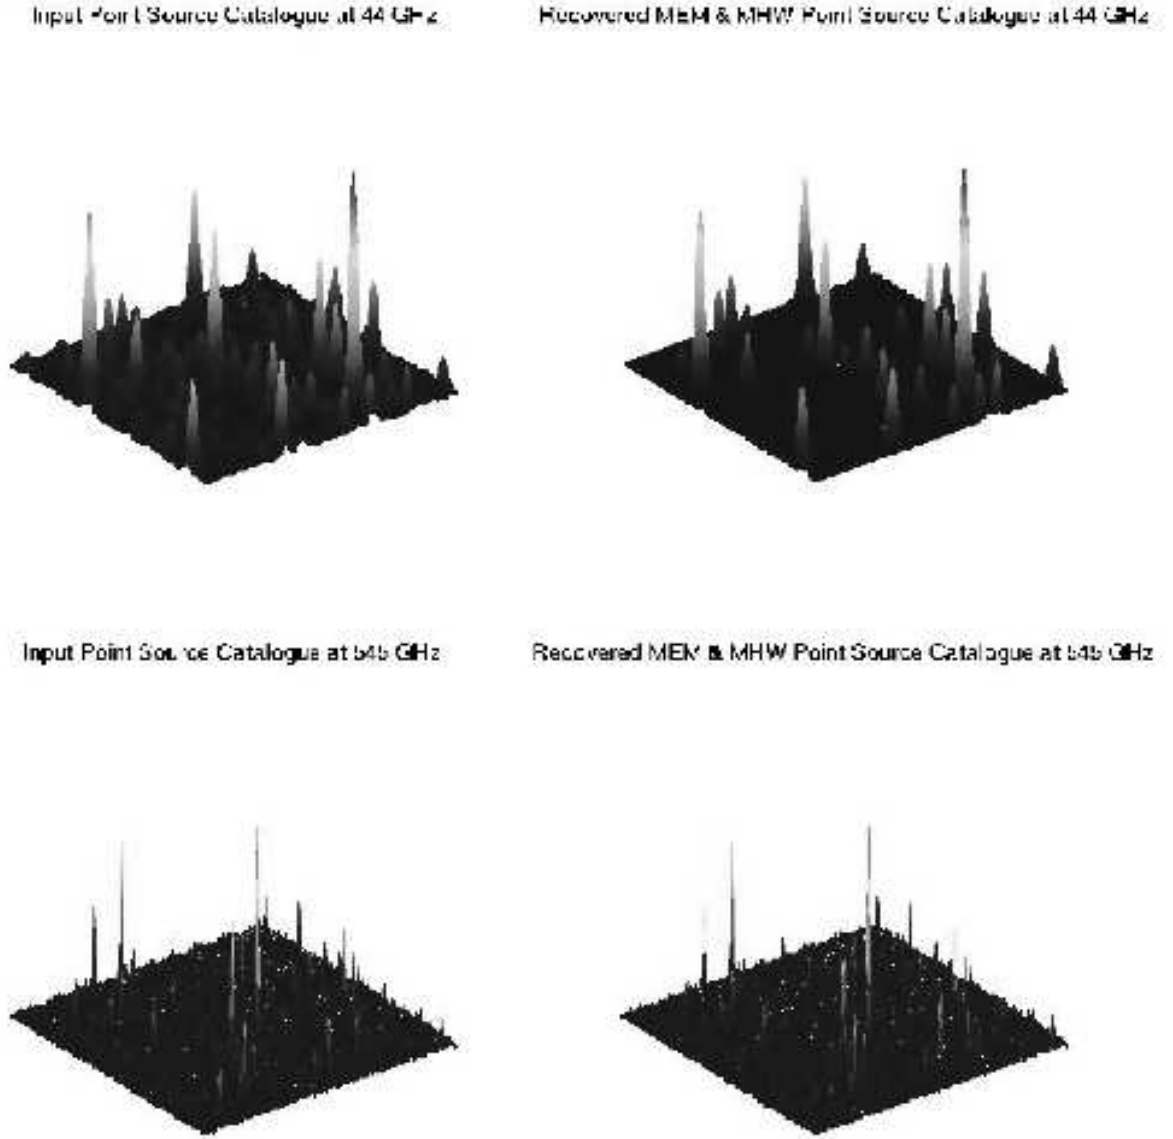 Input Point Source Catalogue at 44 GHz
Recovered MEM & MHW Point Source Catalogue at 44 GHz
Input Point Source Catalogue at 545 GHz
Recovered MEM & MHW Point Source Catalogue at 545 GHz